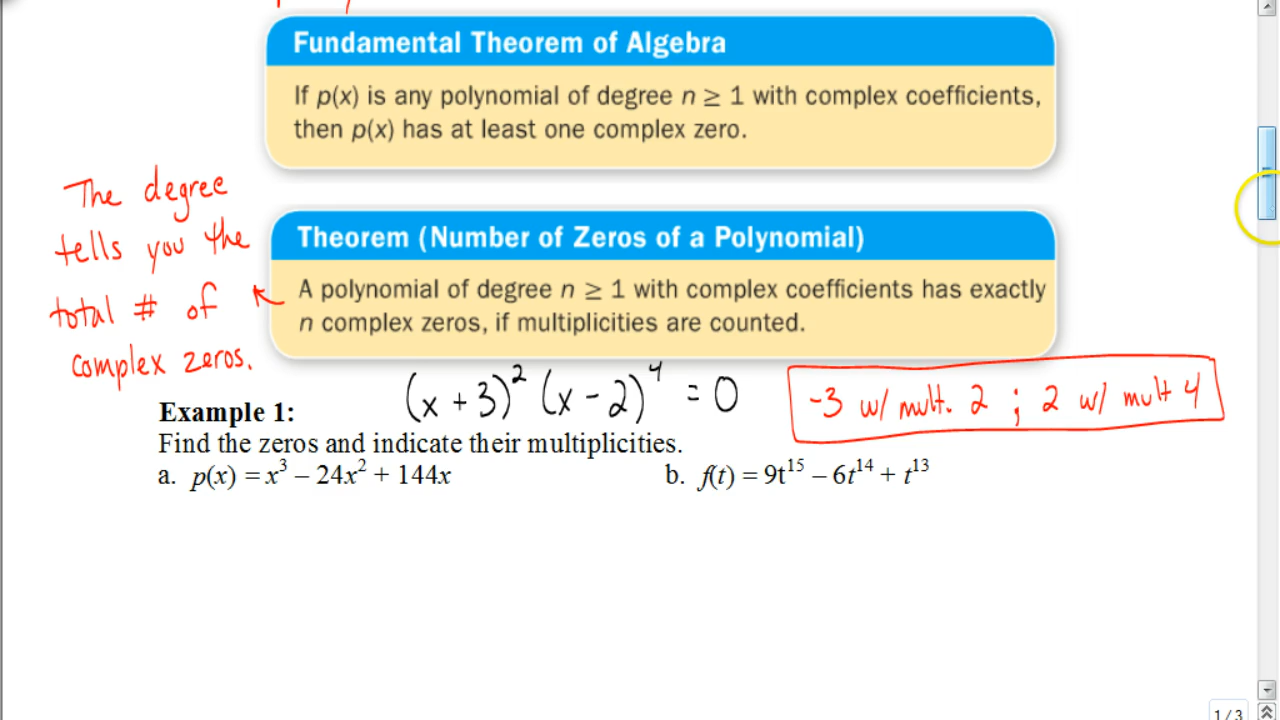 Fundamental Theorem of Algebra
If p(x) is any polynomial of degree n ≥ 1 with complex coefficients,
then p(x) has at least one complex zero.
The degree
tells you the
total # of
complex zeros.
Theorem (Number of Zeros of a Polynomial)
A polynomial of degree n ≥ 1 with complex coefficients has exactly
n complex zeros, if multiplicities are counted.
(x + 3)² (x - 2)⁴ = 0
-3 w/ mult. 2 ; 2 w/ mult 4
Example 1:
Find the zeros and indicate their multiplicities.
a. p(x) = x³ – 24x² + 144x
b. f(t) = 9t¹⁵ – 6t¹⁴ + t¹³
1/3